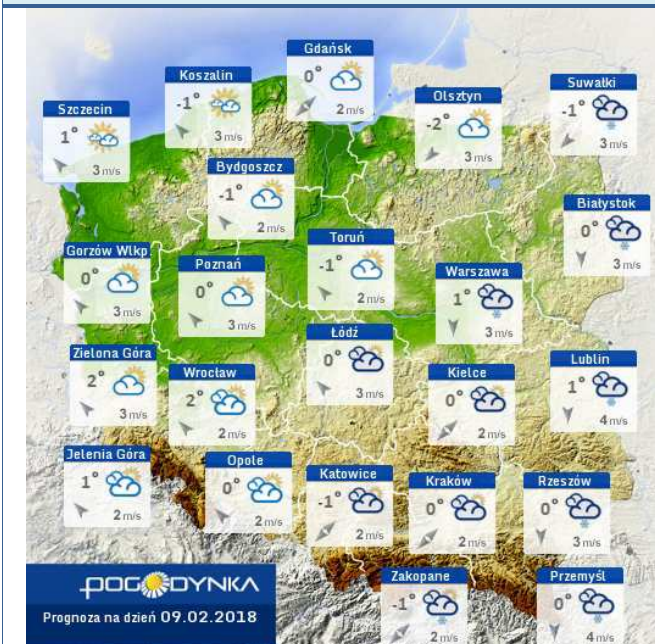 Gdańsk
0°
2 m/s
Koszalin
-1°
3 m/s
Suwałki
-1°
3 m/s
Olsztyn
-2°
3 m/s
Szczecin
1°
3 m/s
Bydgoszcz
-1°
2 m/s
Białystok
0°
3 m/s
Toruń
-1°
2 m/s
Gorzów Wlkp.
0°
3 m/s
Poznań
0°
3 m/s
Warszawa
1°
3 m/s
Łódź
0°
3 m/s
Zielona Góra
2°
3 m/s
Lublin
1°
4 m/s
Wrocław
2°
2 m/s
Kielce
0°
2 m/s
Jelenia Góra
1°
2 m/s
Opole
0°
2 m/s
Katowice
-1°
2 m/s
Kraków
0°
2 m/s
Rzeszów
0°
3 m/s
Zakopane
-1°
2 m/s
Przemyśl
0°
4 m/s
POGODYNKA
Prognoza na dzień 09.02.2018